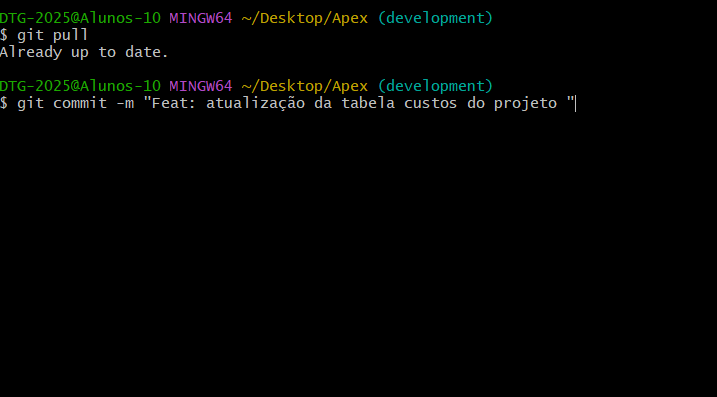 DTG-2025@Alunos-10 MINGW64 ~/Desktop/Apex (development)
$ git pull
Already up to date.
DTG-2025@Alunos-10 MINGW64 ~/Desktop/Apex (development)
$ git commit -m "Feat: atualização da tabela custos do projeto "